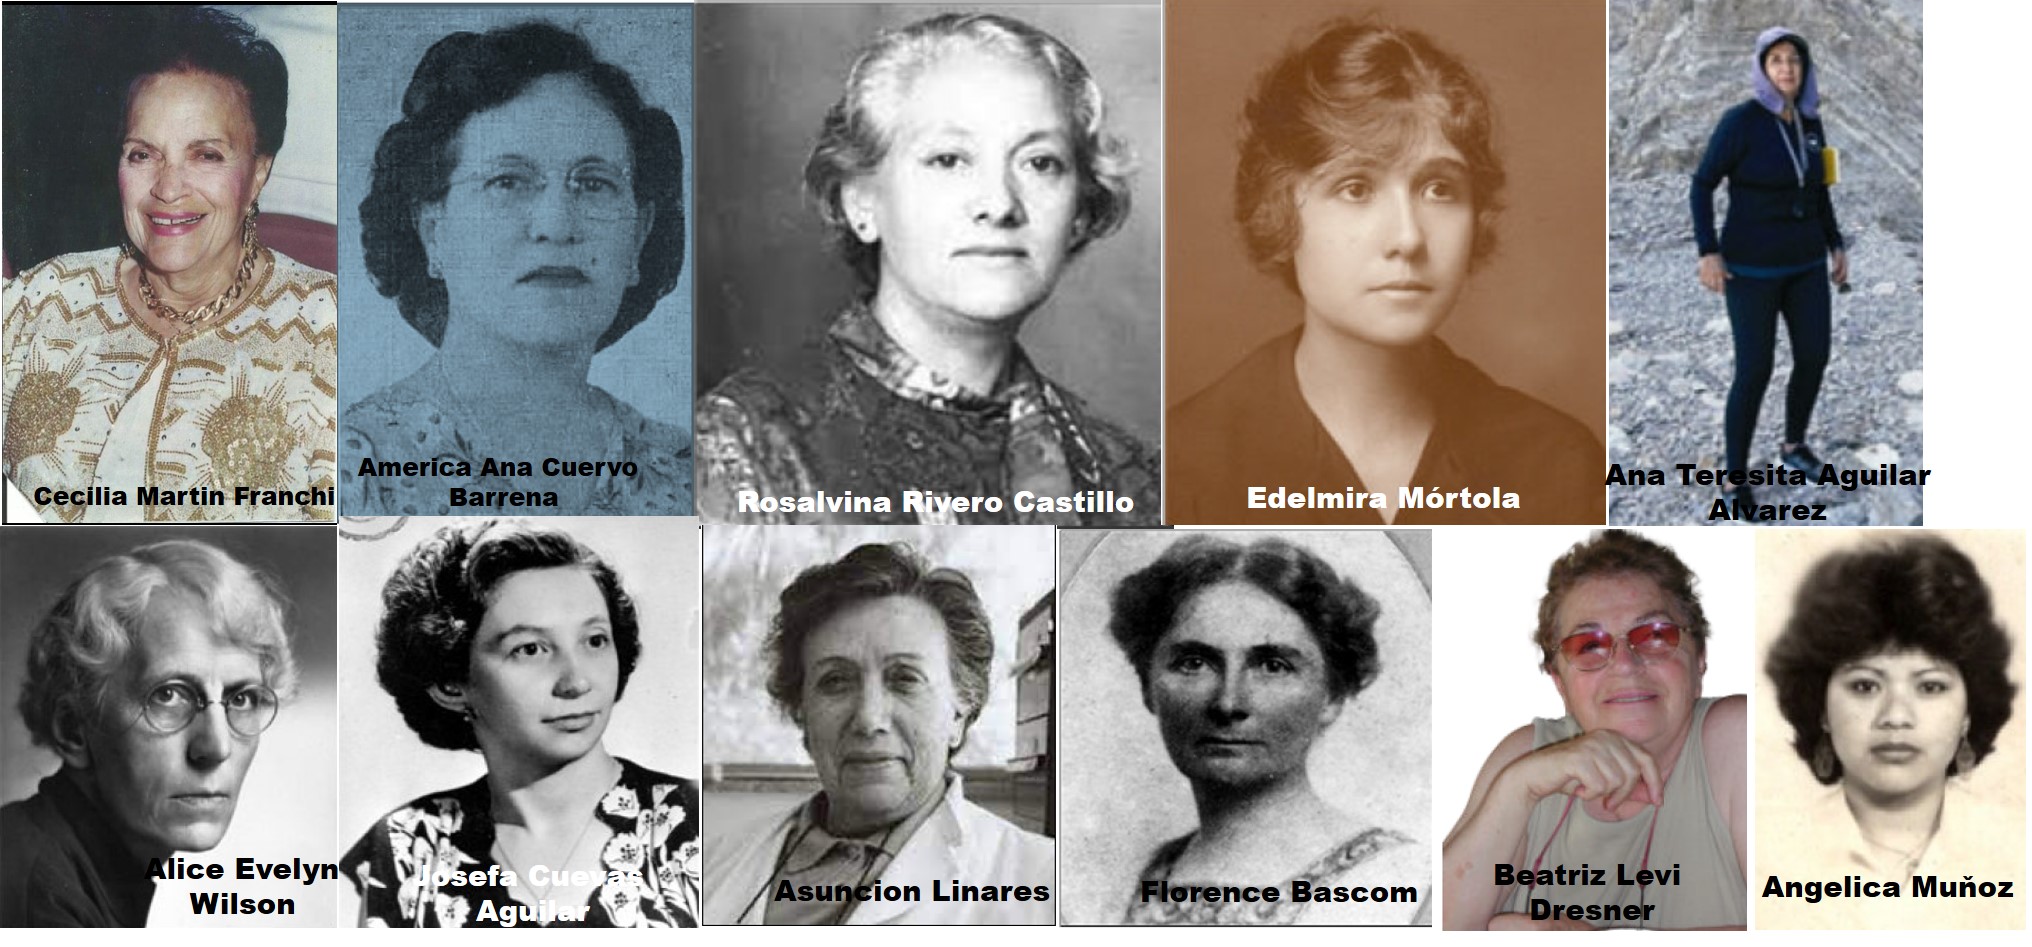 Cecilia Martin Franchi
America Ana Cuervo
Barrena
Rosalvina Rivero Castillo
Edelmira Mórtola
Ana Teresita Aguilar
Alvarez
Alice Evelyn
Wilson
Josefa Cuevas
Aguilar
Asuncion Linares
Florence Bascom
Beatriz Levi
Dresner
Angelica Muňoz